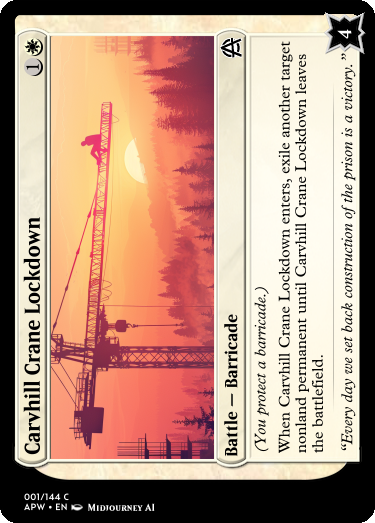 Carvhill Crane Lockdown
1
Battle — Barricade
(You protect a barricade.)
When Carvhill Crane Lockdown enters, exile another target
nonland permanent until Carvhill Crane Lockdown leaves
the battlefield.
“Every day we set back construction of the prison is a victory.”
4
001/144 C
APW • EN Midjourney AI